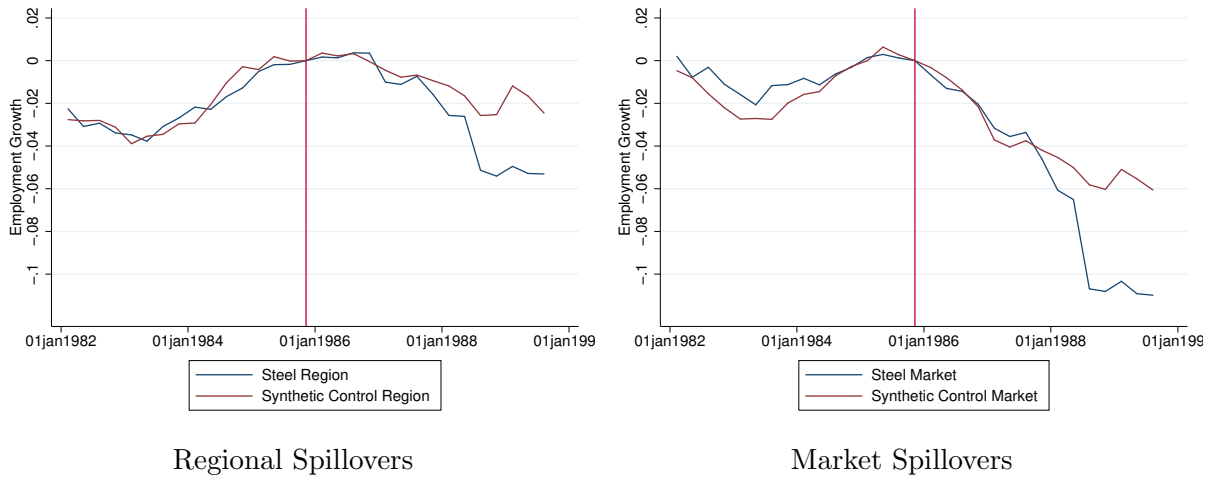 .02
0
−.02
−.04
−.06
−.08
−.1
Employment Growth
01jan1982
01jan1984
01jan1986
01jan1988
01jan199
Steel Region
Synthetic Control Region
Regional Spillovers
.02
0
−.02
−.04
−.06
−.08
−.1
Employment Growth
01jan1982
01jan1984
01jan1986
01jan1988
01jan199
Steel Market
Synthetic Control Market
Market Spillovers